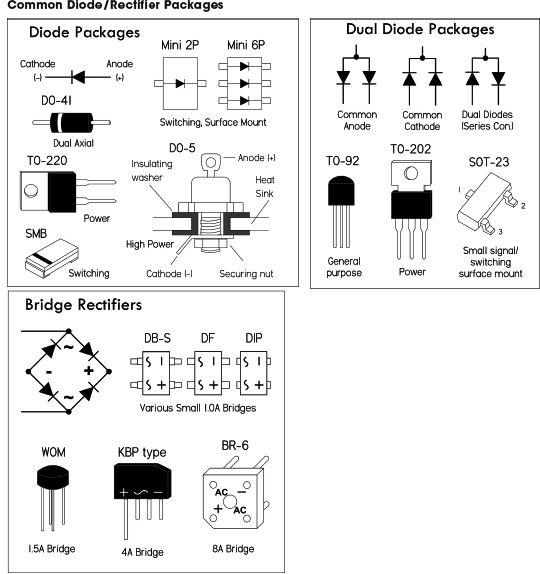 Common Diode/Rectifier Packages
Diode Packages
Cathode
(-)
Anode
(+)
Mini 2P
Mini 6P
Switching, Surface Mount
DO-41
Dual Axial
TO-220
Power
DO-5
Insulating
washer
Anode (+)
Heat
Sink
High Power
Cathode (-)
Securing nut
SMB
Switching
Dual Diode Packages
Common
Anode
Common
Cathode
Dual Diodes
(Series Con.)
TO-92
General
purpose
TO-202
Power
SOT-23
1
2
3
Small signal/
switching
surface mount
Bridge Rectifiers
~
- +
~
DB-S
DF
DIP
S I
S +
S I
S +
S I
S +
Various Small 1.0A Bridges
WOM
1.5A Bridge
KBP type
+ ~ -
4A Bridge
BR-6
AC -
+ AC
8A Bridge